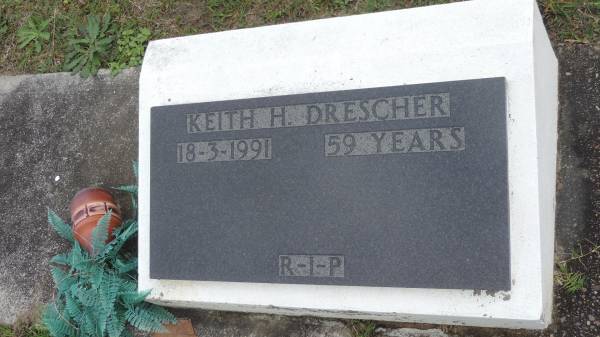 KEITH H. DRESCHER
18-3-1991 59 YEARS
R-I-P